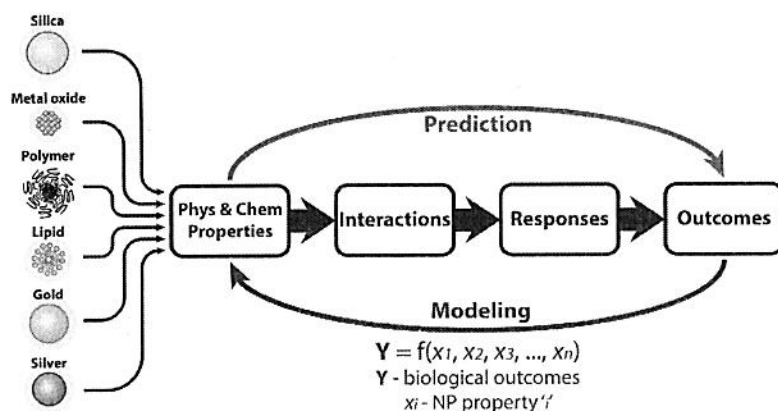 Silica
Metal oxide
Polymer
Lipid
Gold
Silver
Prediction
Phys & Chem
Properties
Interactions
Responses
Outcomes
Modeling
Y = f(x1, x2, x3, ..., xn)
Y - biological outcomes
xi - NP property 'i'